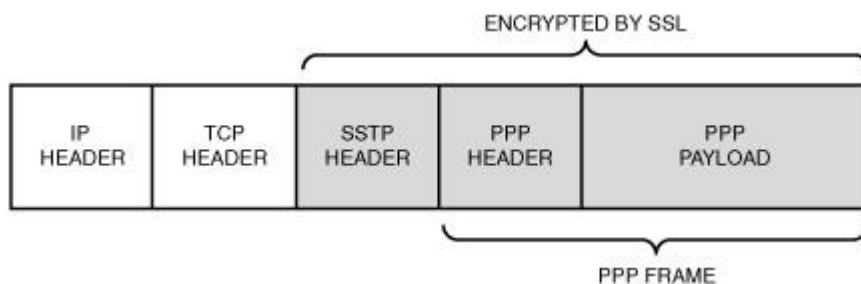 ENCRYPTED BY SSL
IP
HEADER
TCP
HEADER
SSTP
HEADER
PPP
HEADER
PPP
PAYLOAD
PPP FRAME